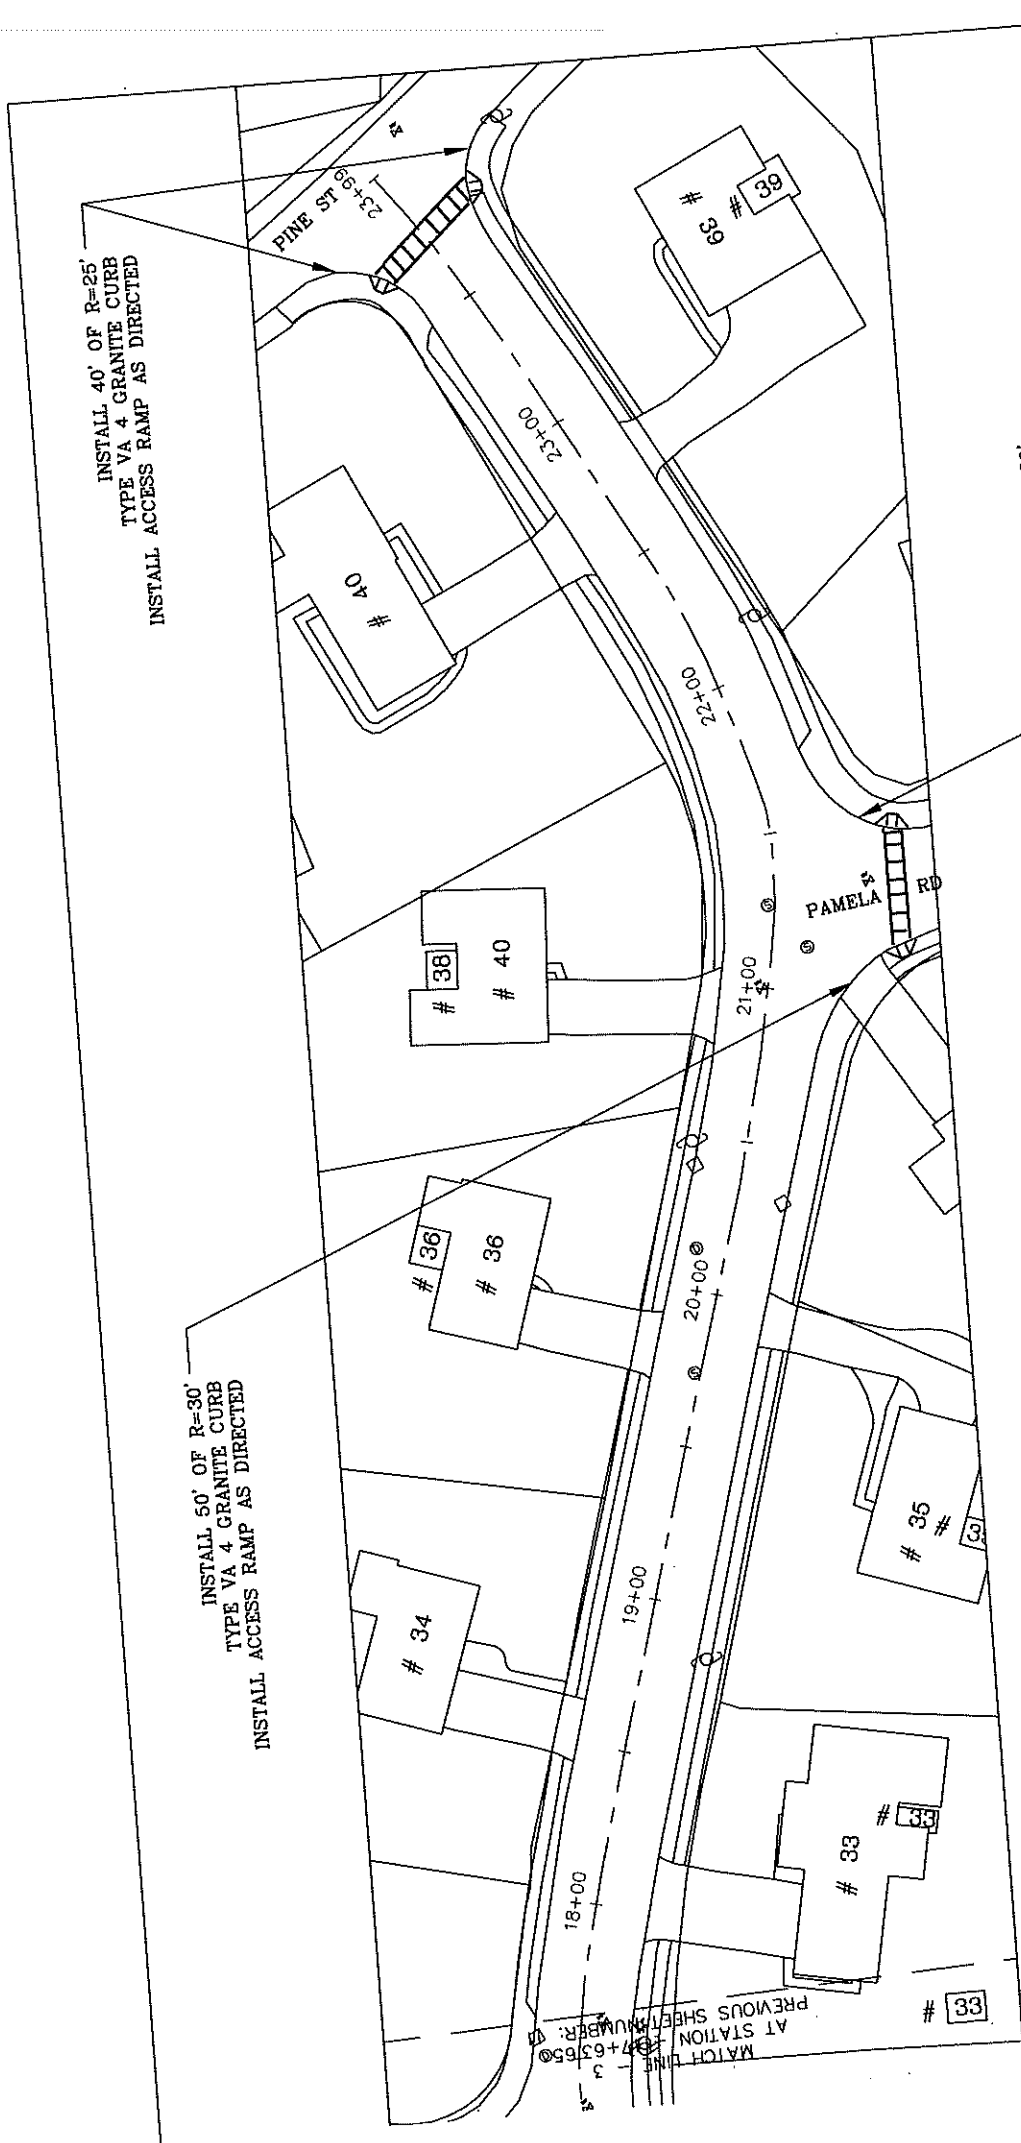 INSTALL 40' OF R=25'
TYPE VA 4 GRANITE CURB
INSTALL ACCESS RAMP AS DIRECTED
PINE ST
23+99
# 39
# 39
23+00
# 40
22+00
PAMELA RD
# 38
# 40
21+00
# 36
# 36
20+00
INSTALL 50' OF R=30'
TYPE VA 4 GRANITE CURB
INSTALL ACCESS RAMP AS DIRECTED
# 35
#
19+00
# 34
# 33
# 33
18+00
MATCH LINE - 3
AT STATION
PREVIOUS SHEET NUMBER:
# 33